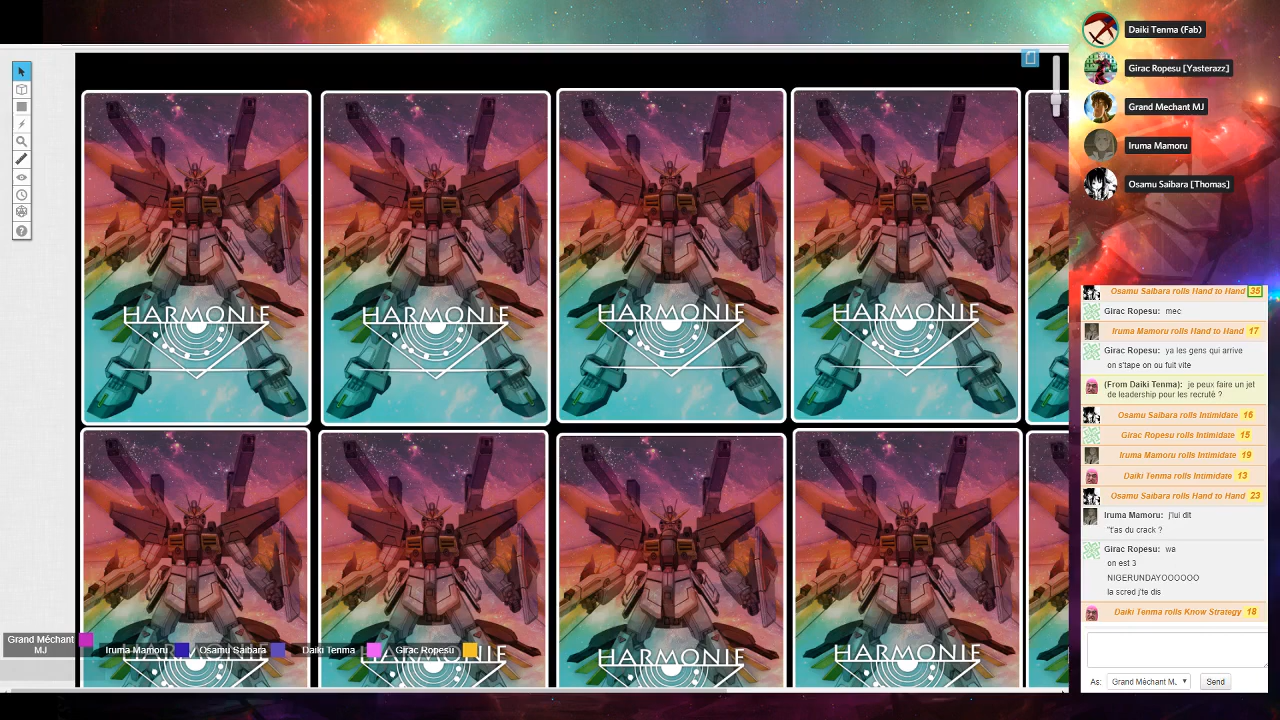 Daiki Tenma (Fab)
Girac Ropesu [Yasterazz]
Grand Mechant MJ
Iruma Mamoru
Osamu Saibara [Thomas]
HARMONIE
HARMONIE
HARMONIE
HARMONIE
HARMONIE
HARMONIE
HARMONIE
Grand Méchant
MJ
Iruma Mamoru
Osamu Saibara
Daiki Tenma
Girac Ropesu
Osamu Saibara rolls Hand to Hand 35
Girac Ropesu: mec
Iruma Mamoru rolls Hand to Hand 17
Girac Ropesu: ya les gens qui arrive
on s'tape on ou fuit vite
(From Daiki Tenma): je peux faire un jet
de leadership pour les recruté ?
Osamu Saibara rolls Intimidate 16
Girac Ropesu rolls Intimidate 15
Iruma Mamoru rolls Intimidate 19
Daiki Tenma rolls Intimidate 13
Osamu Saibara rolls Hand to Hand 23
Iruma Mamoru: j'lui dit
"t'as du crack ?
Girac Ropesu: wa
on est 3
NIGERUNDAYOOOOOO
la scred j'te dis
Daiki Tenma rolls Know Strategy 18
As: Grand Méchant M. Send